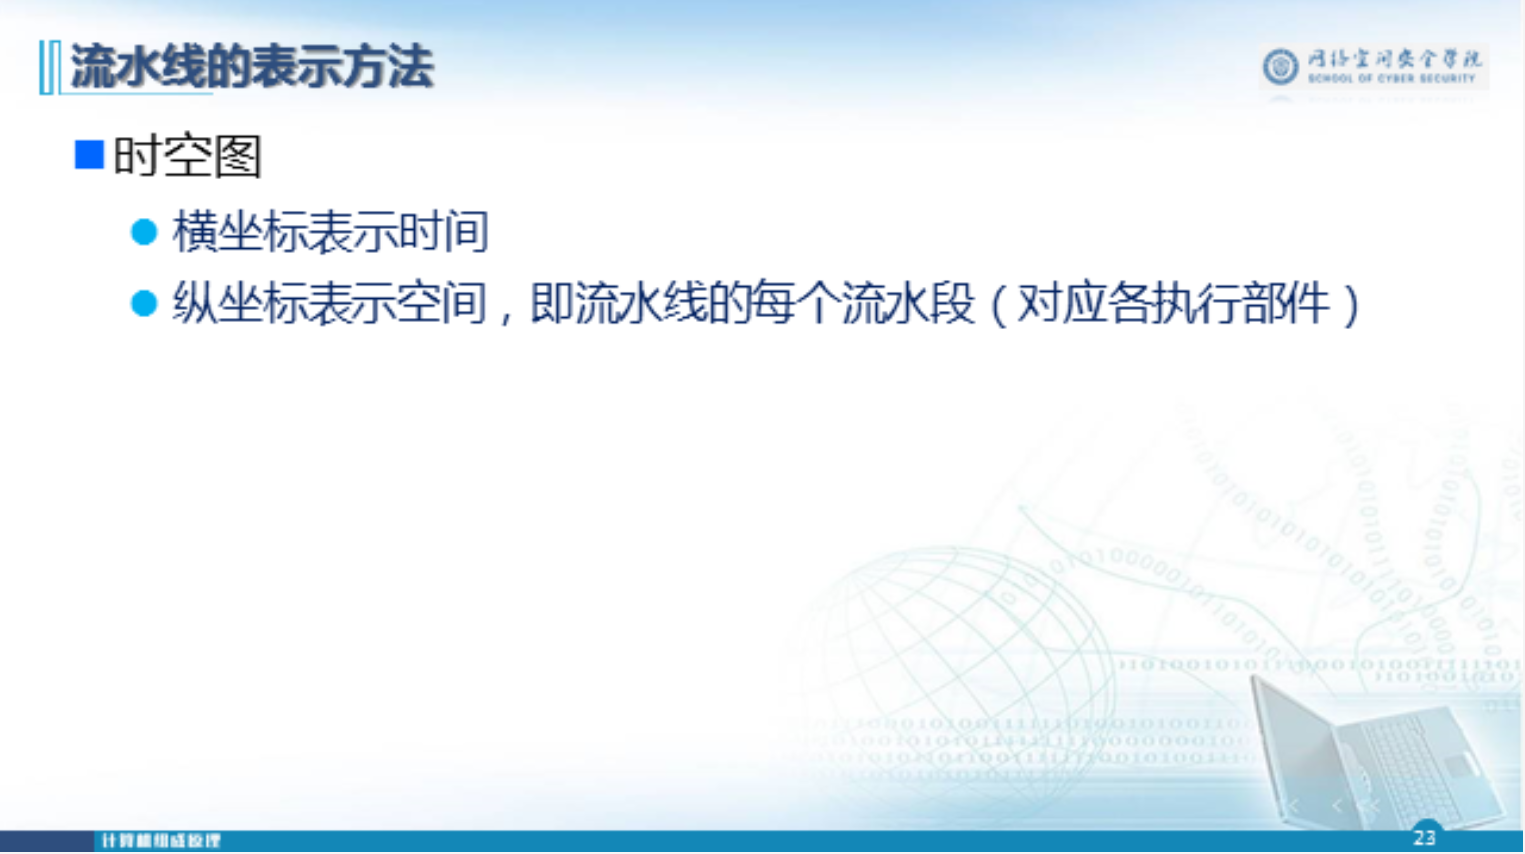 流水线的表示方法
网络空间安全学院
SCHOOL OF CYBER SECURITY
时空图
横坐标表示时间
纵坐标表示空间，即流水线的每个流水段（对应各执行部件）
计算机组成原理
23